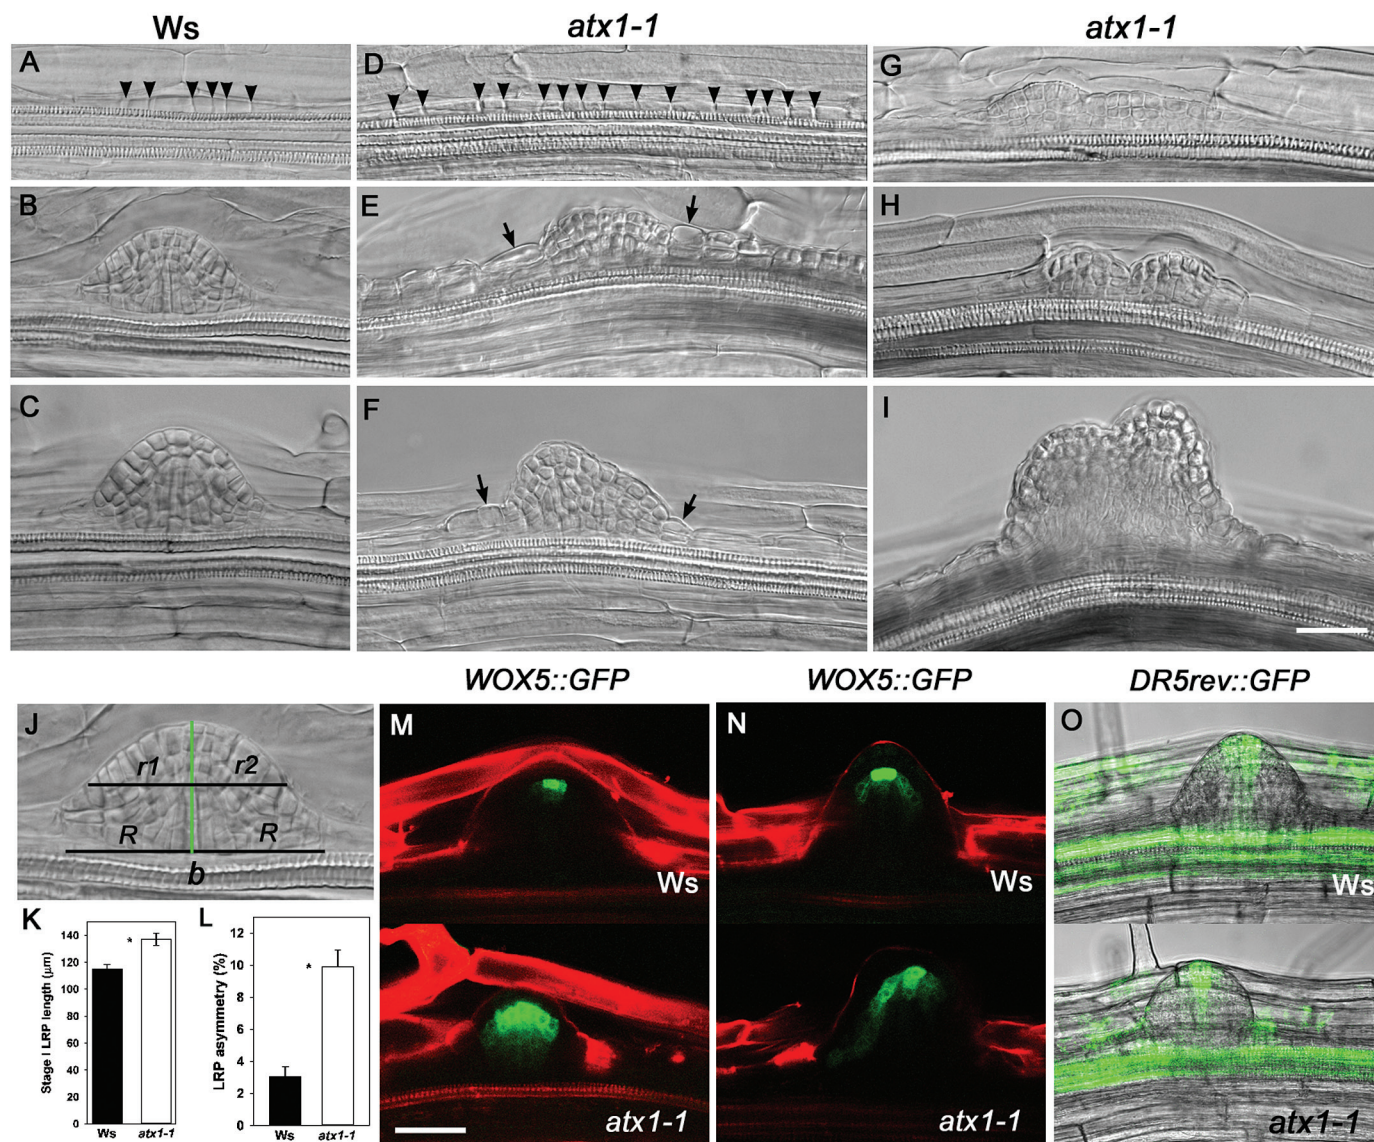 Ws atx1-1 atx1-1
A D G
B E H
C F I
WOX5::GFP WOX5::GFP DR5rev::GFP
J M N O
r1 r2
R R
b
Ws Ws Ws
K L
Stage I LRP length (μm)
140
120
100
80
60
40
20
0
*
Ws atx1-1
LRP asymmetry (%)
12
10
8
6
4
2
0
*
Ws atx1-1
atx1-1 atx1-1 atx1-1